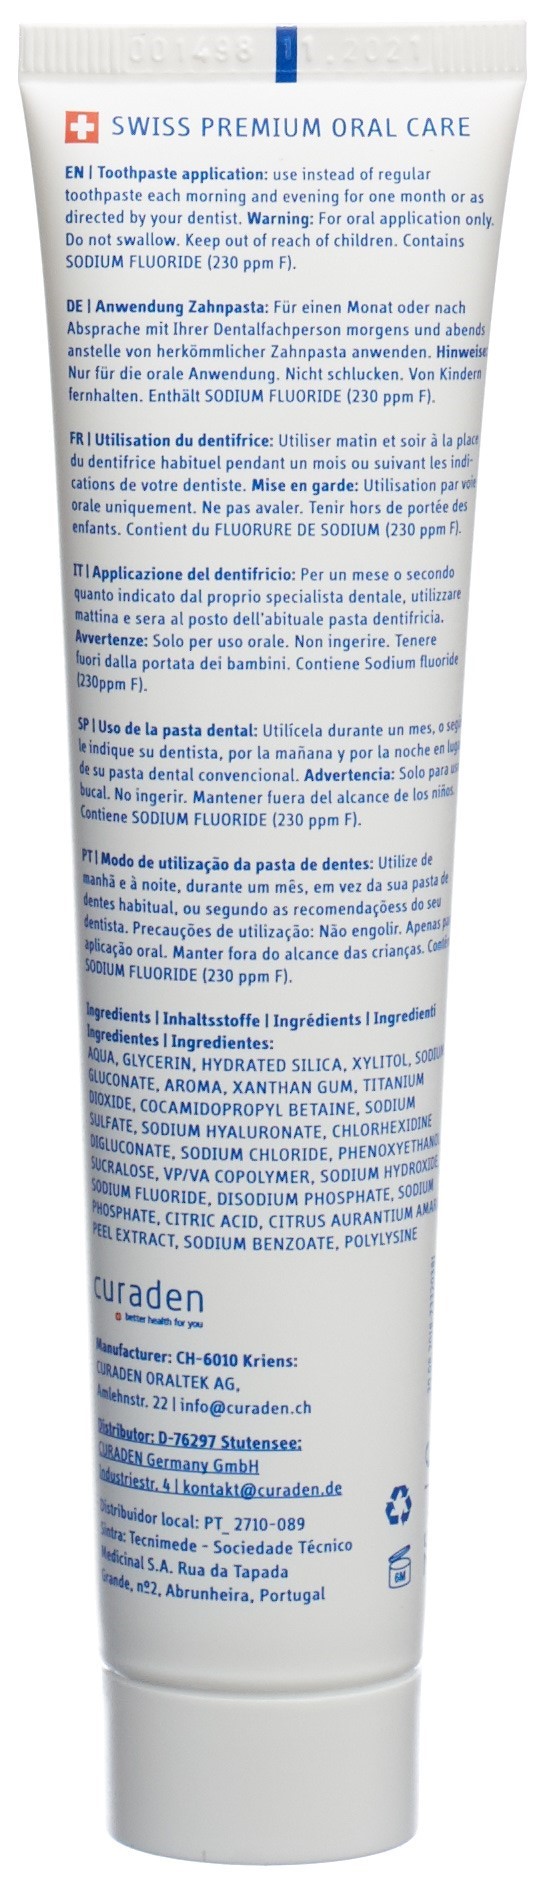 001498 1.2021
SWISS PREMIUM ORAL CARE
EN | Toothpaste application: use instead of regular
toothpaste each morning and evening for one month or as
directed by your dentist. Warning: For oral application only.
Do not swallow. Keep out of reach of children. Contains
SODIUM FLUORIDE (230 ppm F).
DE | Anwendung Zahnpasta: Für einen Monat oder nach
Absprache mit Ihrer Dentalfachperson morgens und abends
anstelle von herkömmlicher Zahnpasta anwenden. Hinweise:
Nur für die orale Anwendung. Nicht schlucken. Von Kindern
fernhalten. Enthält SODIUM FLUORIDE (230 ppm F).
FR | Utilisation du dentifrice: Utiliser matin et soir à la place
du dentifrice habituel pendant un mois ou suivant les indi-
cations de votre dentiste. Mise en garde: Utilisation par voie
orale uniquement. Ne pas avaler. Tenir hors de portée des
enfants. Contient du FLUORURE DE SODIUM (230 ppm F).
IT | Applicazione del dentifricio: Per un mese o secondo
quanto indicato dal proprio specialista dentale, utilizzare
mattina e sera al posto dell'abituale pasta dentifricia.
Avvertenze: Solo per uso orale. Non ingerire. Tenere
fuori dalla portata dei bambini. Contiene Sodium fluoride
(230ppm F).
SP | Uso de la pasta dental: Utilícela durante un mes, o
le indique su dentista, por la mañana y por la noche en
de su pasta dental convencional. Advertencia: Solo para
bucal. No ingerir. Mantener fuera del alcance de los niños.
Contiene SODIUM FLUORIDE (230 ppm F).
PT | Modo de utilização da pasta de dentes: Utilize de
manhã e à noite, durante um mês, em vez da sua pasta de
dentes habitual, ou segundo as recomendaçõess do seu
dentista. Precauções de utilização: Não engolir. Apenas
aplicação oral. Manter fora do alcance das crianças.
SODIUM FLUORIDE (230 ppm F).
Ingredients | Inhaltsstoffe | Ingrédients | Ingredienti
Ingredientes | Ingredientes:
AQUA, GLYCERIN, HYDRATED SILICA, XYLITOL, SODIUM
GLUCONATE, AROMA, XANTHAN GUM, TITANIUM
DIOXIDE, COCAMIDOPROPYL BETAINE, SODIUM
SULFATE, SODIUM HYALURONATE, CHLORHEXIDINE
DIGLUCONATE, SODIUM CHLORIDE, PHENOXYETHANOL
SUCRALOSE, VP/VA COPOLYMER, SODIUM HYDROXIDE
SODIUM FLUORIDE, DISODIUM PHOSPHATE, SODIUM
PHOSPHATE, CITRIC ACID, CITRUS AURANTIUM
PEEL EXTRACT, SODIUM BENZOATE, POLYLYSINE
curaden
better health for you
Manufacturer: CH-6010 Kriens:
CURADEN ORALTEK AG,
Amlehnstr. 22 | info@curaden.ch
Distributor: D-76297 Stutensee:
CURADEN Germany GmbH
Industriestr. 4 | kontakt@curaden.de
Distribuidor local: PT_ 2710-089
Sintra: Tecnimede - Sociedade Técnico
Medicinal S.A. Rua da Tapada
Grande, nº2, Abrunheira, Portugal
6M